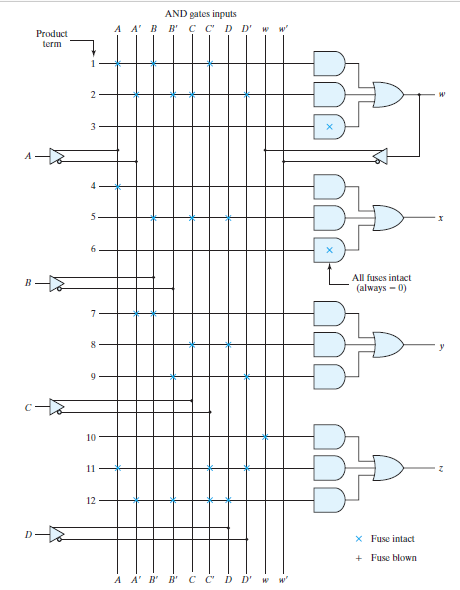 AND gates inputs
Product
term
A A' B B' C C' D D' w w'
1
2
w
3
A
4
5
x
6
B
All fuses intact
(always = 0)
7
8
y
9
C
10
11
z
12
D
× Fuse intact
+ Fuse blown
A A' B' B' C C' D D' w w'